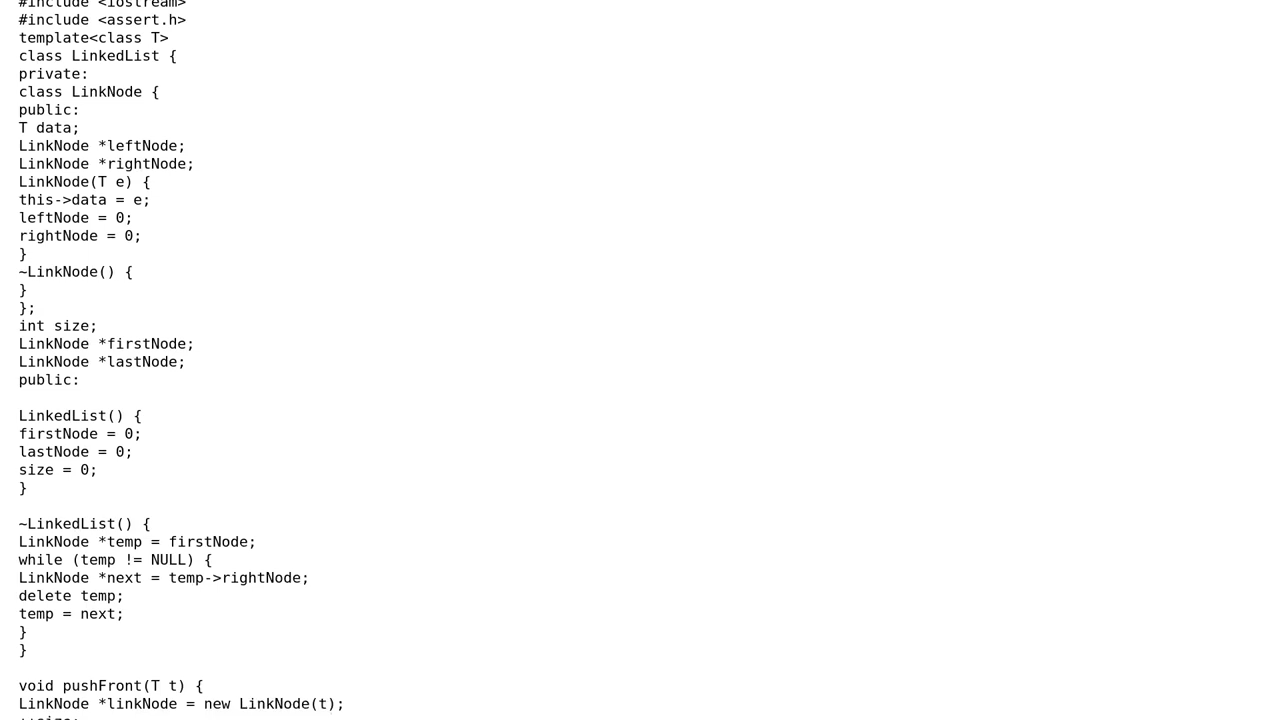 #include <iostream>
#include <assert.h>
template<class T>
class LinkedList {
private:
class LinkNode {
public:
T data;
LinkNode *leftNode;
LinkNode *rightNode;
LinkNode(T e) {
this->data = e;
leftNode = 0;
rightNode = 0;
}
~LinkNode() {
}
};
int size;
LinkNode *firstNode;
LinkNode *lastNode;
public:
LinkedList() {
firstNode = 0;
lastNode = 0;
size = 0;
}
~LinkedList() {
LinkNode *temp = firstNode;
while (temp != NULL) {
LinkNode *next = temp->rightNode;
delete temp;
temp = next;
}
}
void pushFront(T t) {
LinkNode *linkNode = new LinkNode(t);